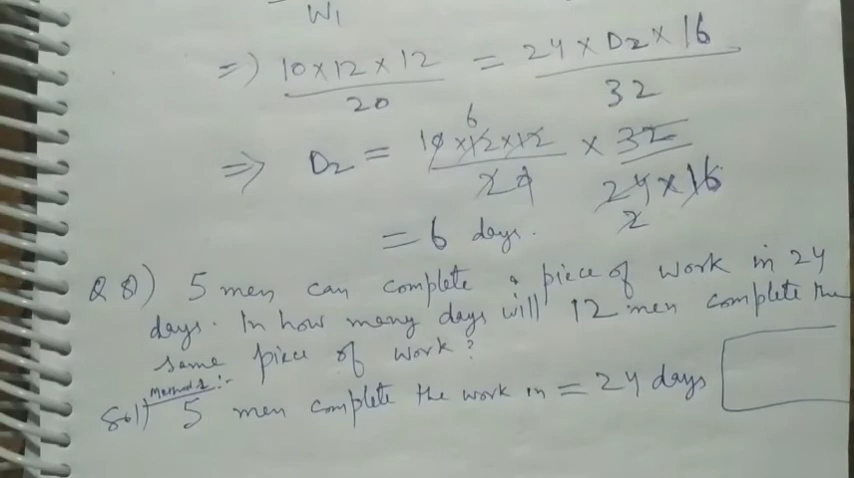 W₁
=) 10×12×12 / 20 = 24 × D₂ × 16 / 32
⇒ D₂ = 10 × 12 × 12 / 20 × 32 / 24 × 16
6
2
= 6 days.
Q 8) 5 men can complete a piece of work in 24
days. In how many days will 12 men complete the
same piece of work?
Method 1:-
Solⁿ 5 men complete the work in = 24 days